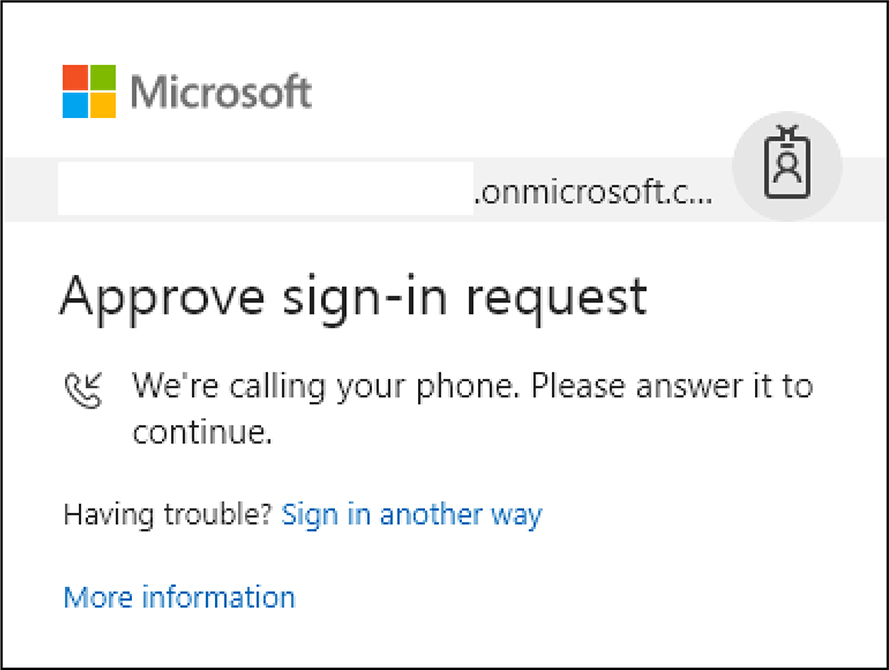 Microsoft
.onmicrosoft.c...
Approve sign-in request
We're calling your phone. Please answer it to
continue.
Having trouble? Sign in another way
More information